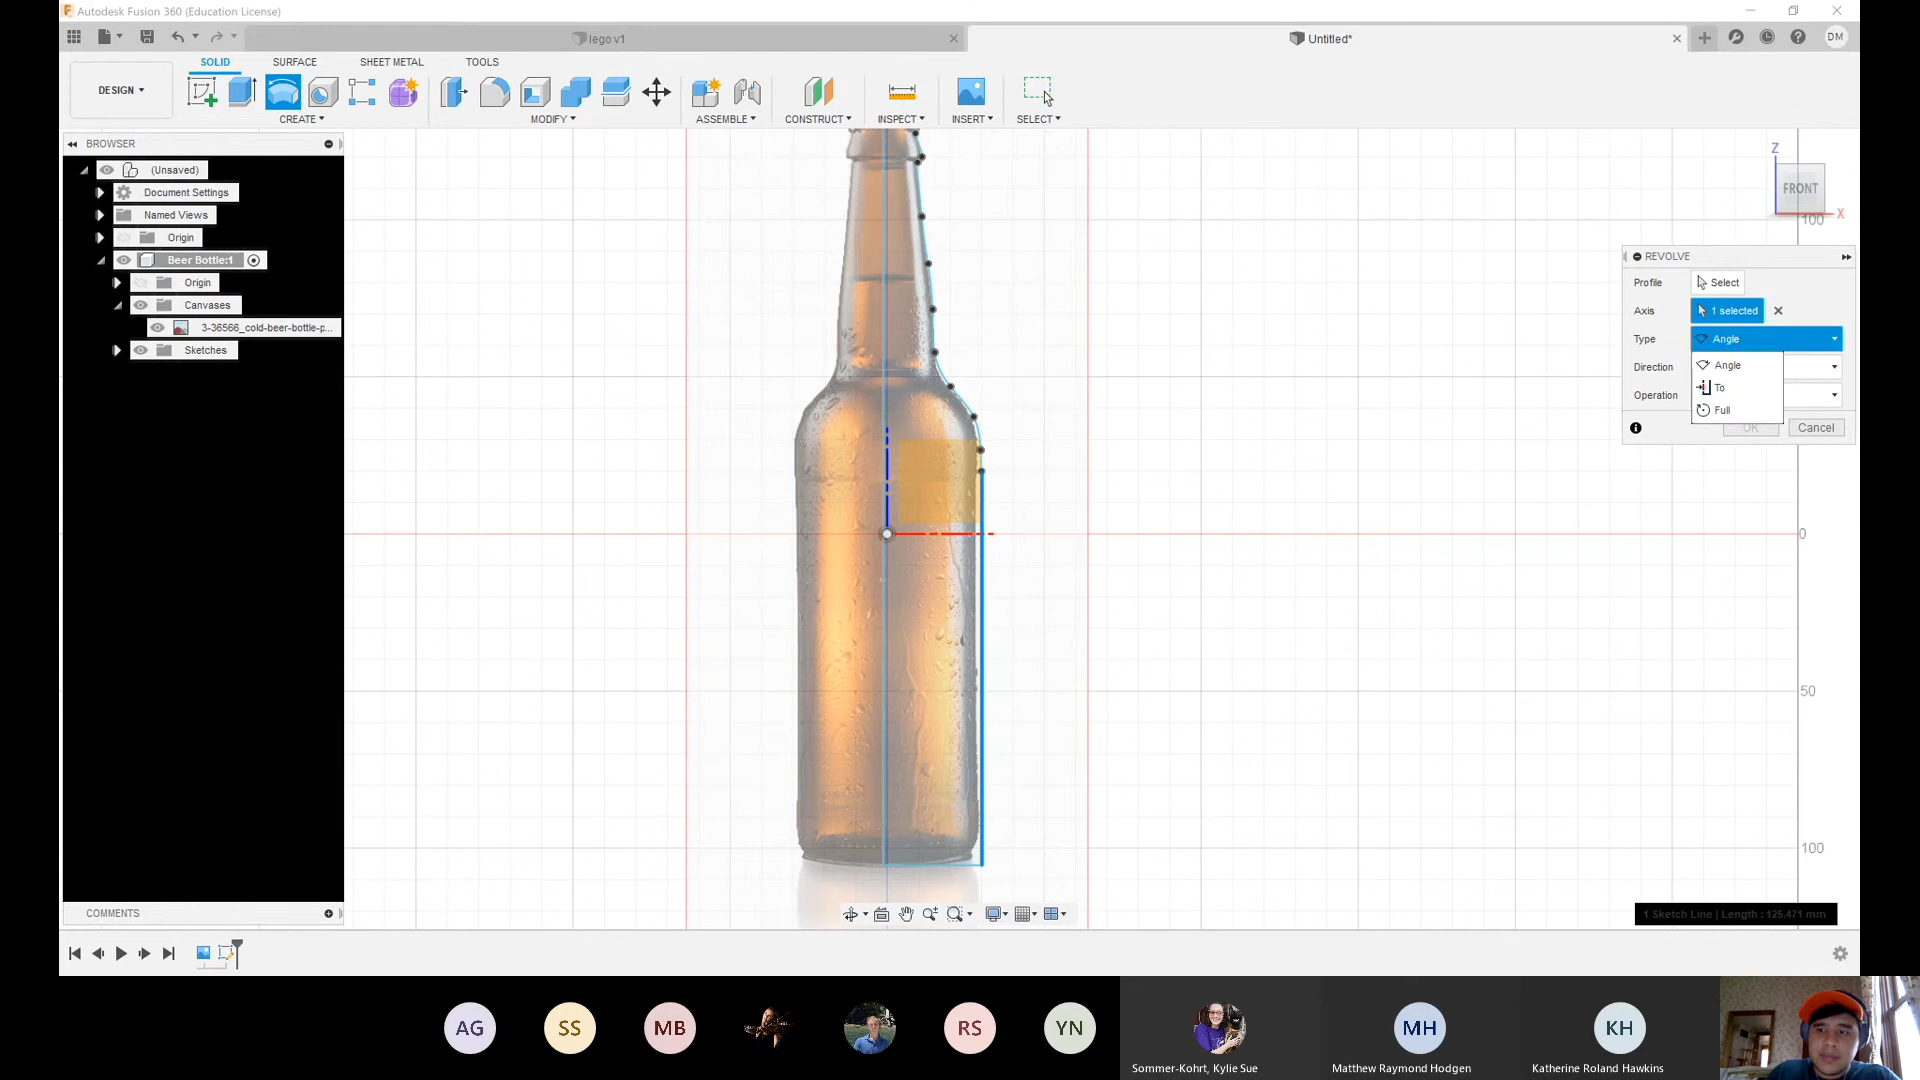 Autodesk Fusion 360 (Education License)
lego v1
Untitled*
DM
SOLID
SURFACE
SHEET METAL
TOOLS
DESIGN
CREATE
MODIFY
ASSEMBLE
CONSTRUCT
INSPECT
INSERT
SELECT
BROWSER
(Unsaved)
Document Settings
Named Views
Origin
Beer Bottle:1
Origin
Canvases
3-36566_cold-beer-bottle-p...
Sketches
Z
FRONT
X
100
0
50
100
REVOLVE
Profile
Select
Axis
1 selected
Type
Angle
Direction
Angle
To
Operation
Full
OK
Cancel
1 Sketch Line | Length : 125.471 mm
COMMENTS
AG
SS
MB
RS
YN
MH
KH
Sommer-Kohrt, Kylie Sue
Matthew Raymond Hodgen
Katherine Roland Hawkins